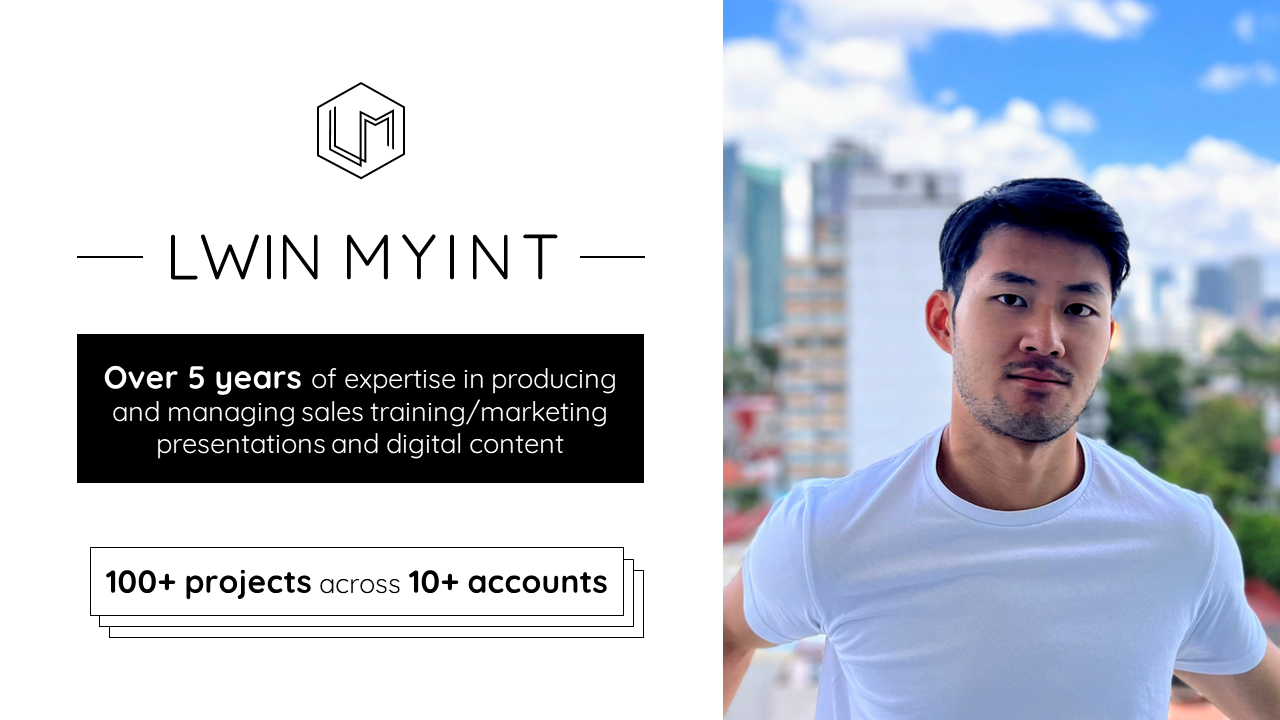 LM
LWIN MYINT
Over 5 years of expertise in producing
and managing sales training/marketing
presentations and digital content
100+ projects across 10+ accounts